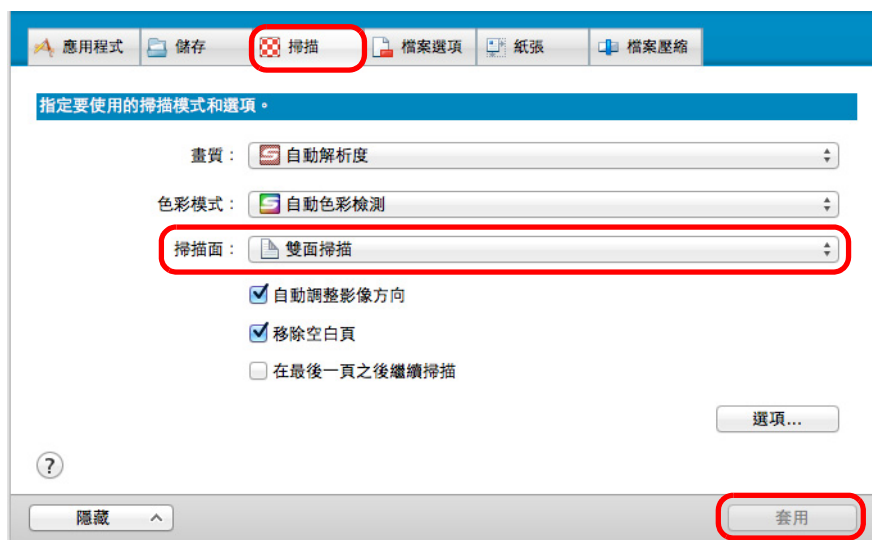 應用程式 儲存 掃描 檔案選項 紙張 檔案壓縮
指定要使用的掃描模式和選項。
畫質： 自動解析度
色彩模式： 自動色彩檢測
掃描面： 雙面掃描
自動調整影像方向
移除空白頁
在最後一頁之後繼續掃描
選項...
?
隱藏 套用